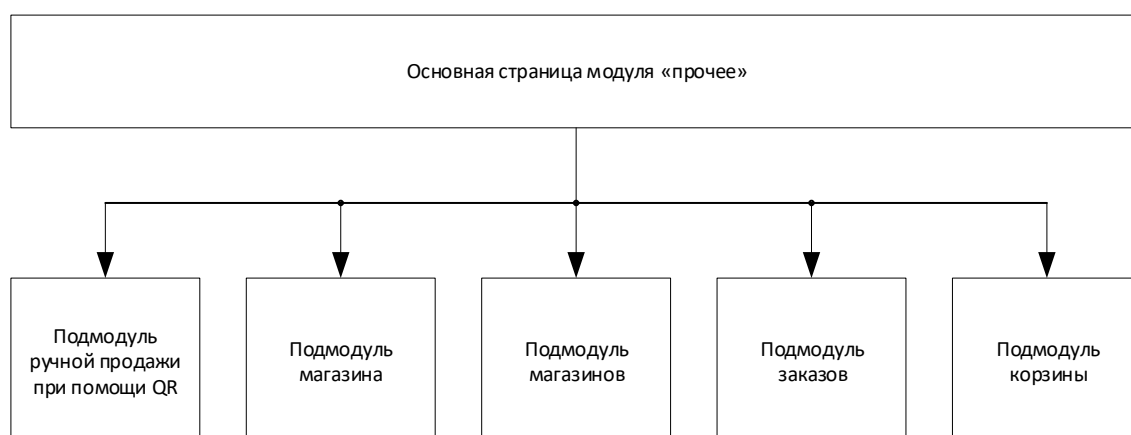 Основная страница модуля «прочее»
Подмодуль
ручной продажи
при помощи QR
Подмодуль
магазина
Подмодуль
магазинов
Подмодуль
заказов
Подмодуль
корзины